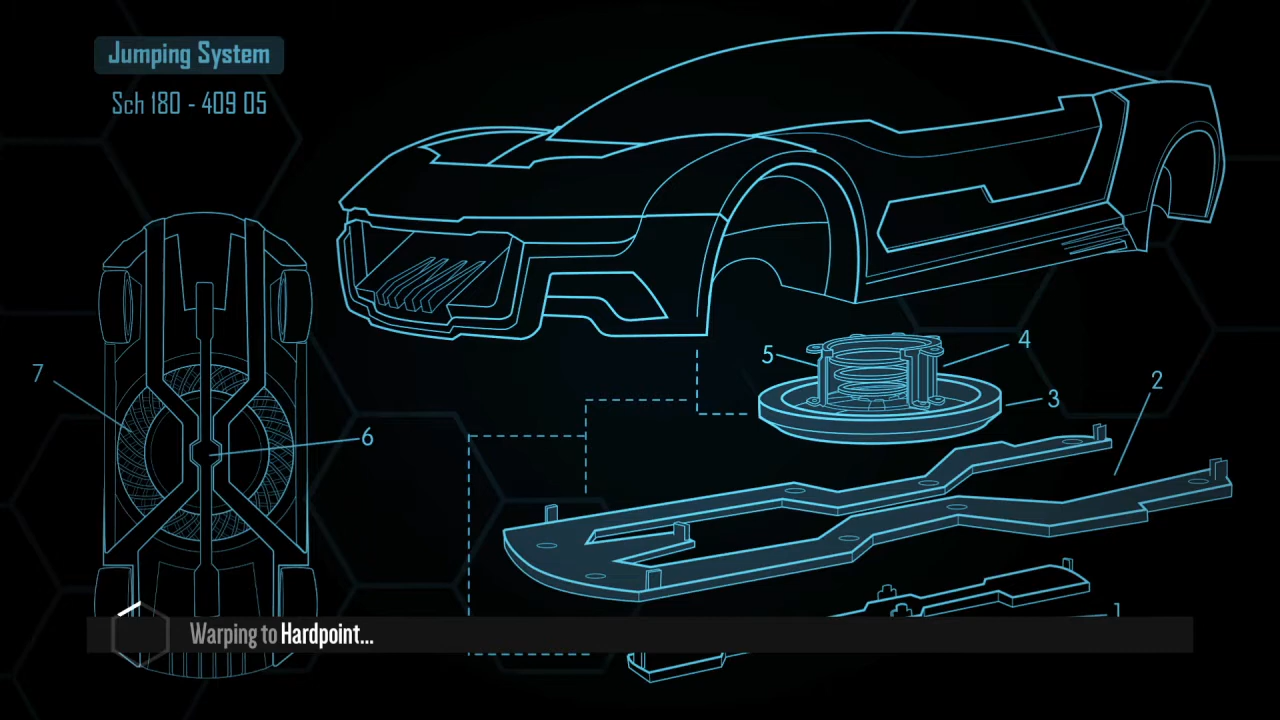 Jumping System
Sch 180 - 409 05
5
4
3
2
7
6
1
Warping to Hardpoint...